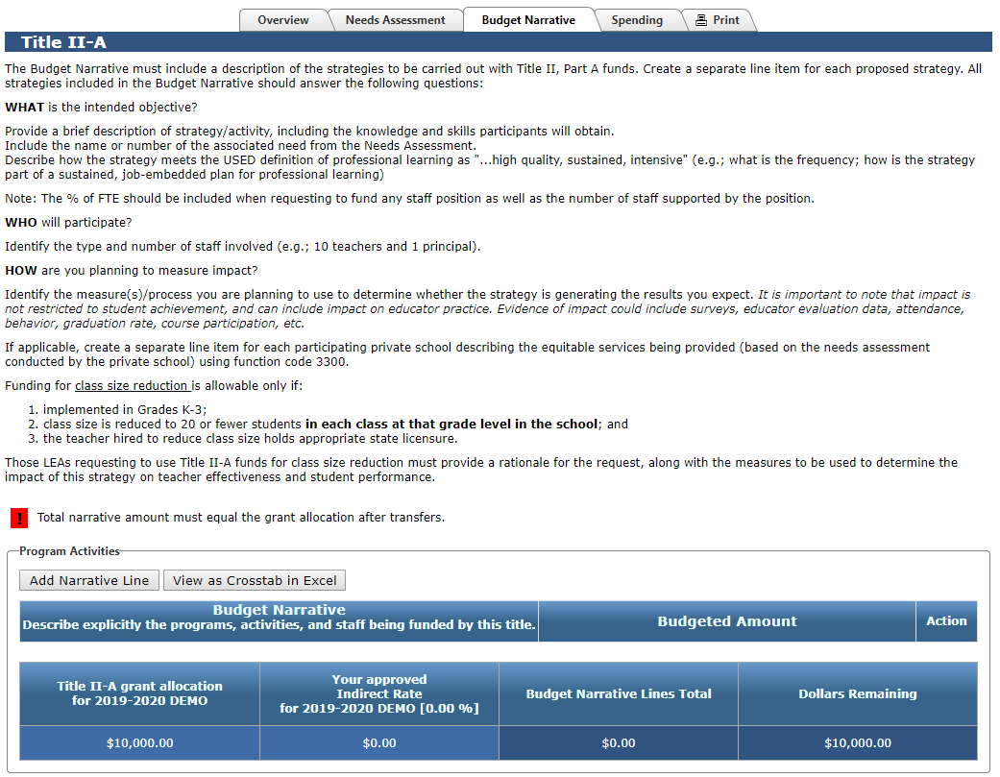 Overview
Needs Assessment
Budget Narrative
Spending
Print
Title II-A
The Budget Narrative must include a description of the strategies to be carried out with Title II, Part A funds. Create a separate line item for each proposed strategy. All
strategies included in the Budget Narrative should answer the following questions:
WHAT is the intended objective?
Provide a brief description of strategy/activity, including the knowledge and skills participants will obtain.
Include the name or number of the associated need from the Needs Assessment.
Describe how the strategy meets the USED definition of professional learning as "...high quality, sustained, intensive" (e.g.; what is the frequency; how is the strategy
part of a sustained, job-embedded plan for professional learning)
Note: The % of FTE should be included when requesting to fund any staff position as well as the number of staff supported by the position.
WHO will participate?
Identify the type and number of staff involved (e.g.; 10 teachers and 1 principal).
HOW are you planning to measure impact?
Identify the measure(s)/process you are planning to use to determine whether the strategy is generating the results you expect. It is important to note that impact is
not restricted to student achievement, and can include impact on educator practice. Evidence of impact could include surveys, educator evaluation data, attendance,
behavior, graduation rate, course participation, etc.
If applicable, create a separate line item for each participating private school describing the equitable services being provided (based on the needs assessment
conducted by the private school) using function code 3300.
Funding for class size reduction is allowable only if:
1. implemented in Grades K-3;
2. class size is reduced to 20 or fewer students in each class at that grade level in the school; and
3. the teacher hired to reduce class size holds appropriate state licensure.
Those LEAs requesting to use Title II-A funds for class size reduction must provide a rationale for the request, along with the measures to be used to determine the
impact of this strategy on teacher effectiveness and student performance.
! Total narrative amount must equal the grant allocation after transfers.
Program Activities
Add Narrative Line
View as Crosstab in Excel
Budget Narrative
Describe explicitly the programs, activities, and staff being funded by this title.
Budgeted Amount
Action
Title II-A grant allocation
for 2019-2020 DEMO
Your approved
Indirect Rate
for 2019-2020 DEMO [0.00 %]
Budget Narrative Lines Total
Dollars Remaining
$10,000.00
$0.00
$0.00
$10,000.00